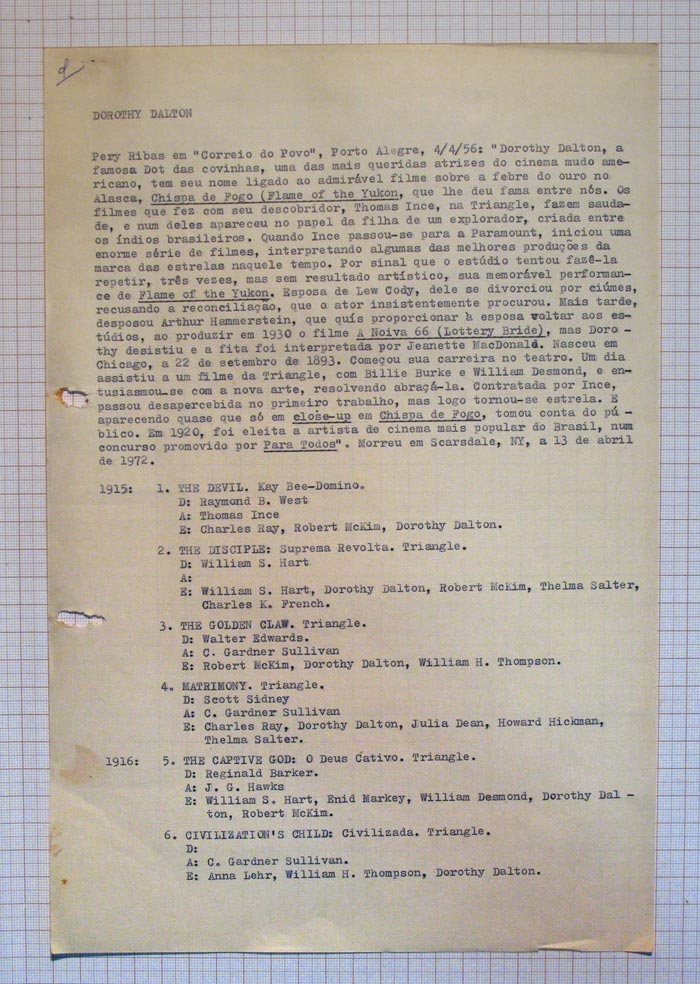 d
DOROTHY DALTON
Pery Ribas em "Correio do Povo", Porto Alegre, 4/4/56: "Dorothy Dalton, a
famosa Dot das covinhas, uma das mais queridas atrizes do cinema mudo ame-
ricano, tem seu nome ligado ao admirável filme sobre a febre do ouro no
Alasca, Chispa de Fogo (Flame of the Yukon, que lhe deu fama entre nós. Os
filmes que fez com seu descobridor, Thomas Ince, na Triangle, fazem sauda-
de, e num deles apareceu no papel da filha de um explorador, criada entre
os índios brasileiros. Quando Ince passou-se para a Paramount, iniciou uma
enorme série de filmes, interpretando algumas das melhores produções da
marca das estrelas naquele tempo. Por sinal que o estúdio tentou fazê-la
repetir, três vezes, mas sem resultado artístico, sua memorável performan-
ce de Flame of the Yukon. Esposa de Lew Cody, dele se divorciou por ciúmes,
recusando a reconciliação, que o ator insistentemente procurou. Mais tarde,
desposou Arthur Hammerstein, que quís proporcionar à esposa voltar aos es-
túdios, ao produzir em 1930 o filme A Noiva 66 (Lottery Bride), mas Doro -
thy desistiu e a fita foi interpretada por Jeanette MacDonald. Nasceu em
Chicago, a 22 de setembro de 1893. Começou sua carreira no teatro. Um dia
assistiu a um filme da Triangle, com Billie Burke e William Desmond, e en-
tusiasmou-se com a nova arte, resolvendo abraçá-la. Contratada por Ince,
passou desapercebida no primeiro trabalho, mas logo tornou-se estrela. E
aparecendo quase que só em close-up em Chispa de Fogo, tomou conta do pú -
blico. Em 1920, foi eleita a artista de cinema mais popular do Brasil, num
concurso promovido por Para Todos". Morreu em Scarsdale, NY, a 13 de abril
de 1972.
1915: 1. THE DEVIL. Kay Bee-Domino.
D: Raymond B. West
A: Thomas Ince
E: Charles Ray, Robert McKim, Dorothy Dalton.
2. THE DISCIPLE: Suprema Revolta. Triangle.
D: William S. Hart
A:
E: William S. Hart, Dorothy Dalton, Robert McKim, Thelma Salter,
Charles K. French.
3. THE GOLDEN CLAW. Triangle.
D: Walter Edwards.
A: C. Gardner Sullivan
E: Robert McKim, Dorothy Dalton, William H. Thompson.
4. MATRIMONY. Triangle.
D: Scott Sidney
A: C. Gardner Sullivan
E: Charles Ray, Dorothy Dalton, Julia Dean, Howard Hickman,
Thelma Salter.
1916: 5. THE CAPTIVE GOD: O Deus Cativo. Triangle.
D: Reginald Barker.
A: J. G. Hawks
E: William S. Hart, Enid Markey, William Desmond, Dorothy Dal -
ton, Robert McKim.
6. CIVILIZATION'S CHILD: Civilizada. Triangle.
D:
A: C. Gardner Sullivan.
E: Anna Lehr, William H. Thompson, Dorothy Dalton.